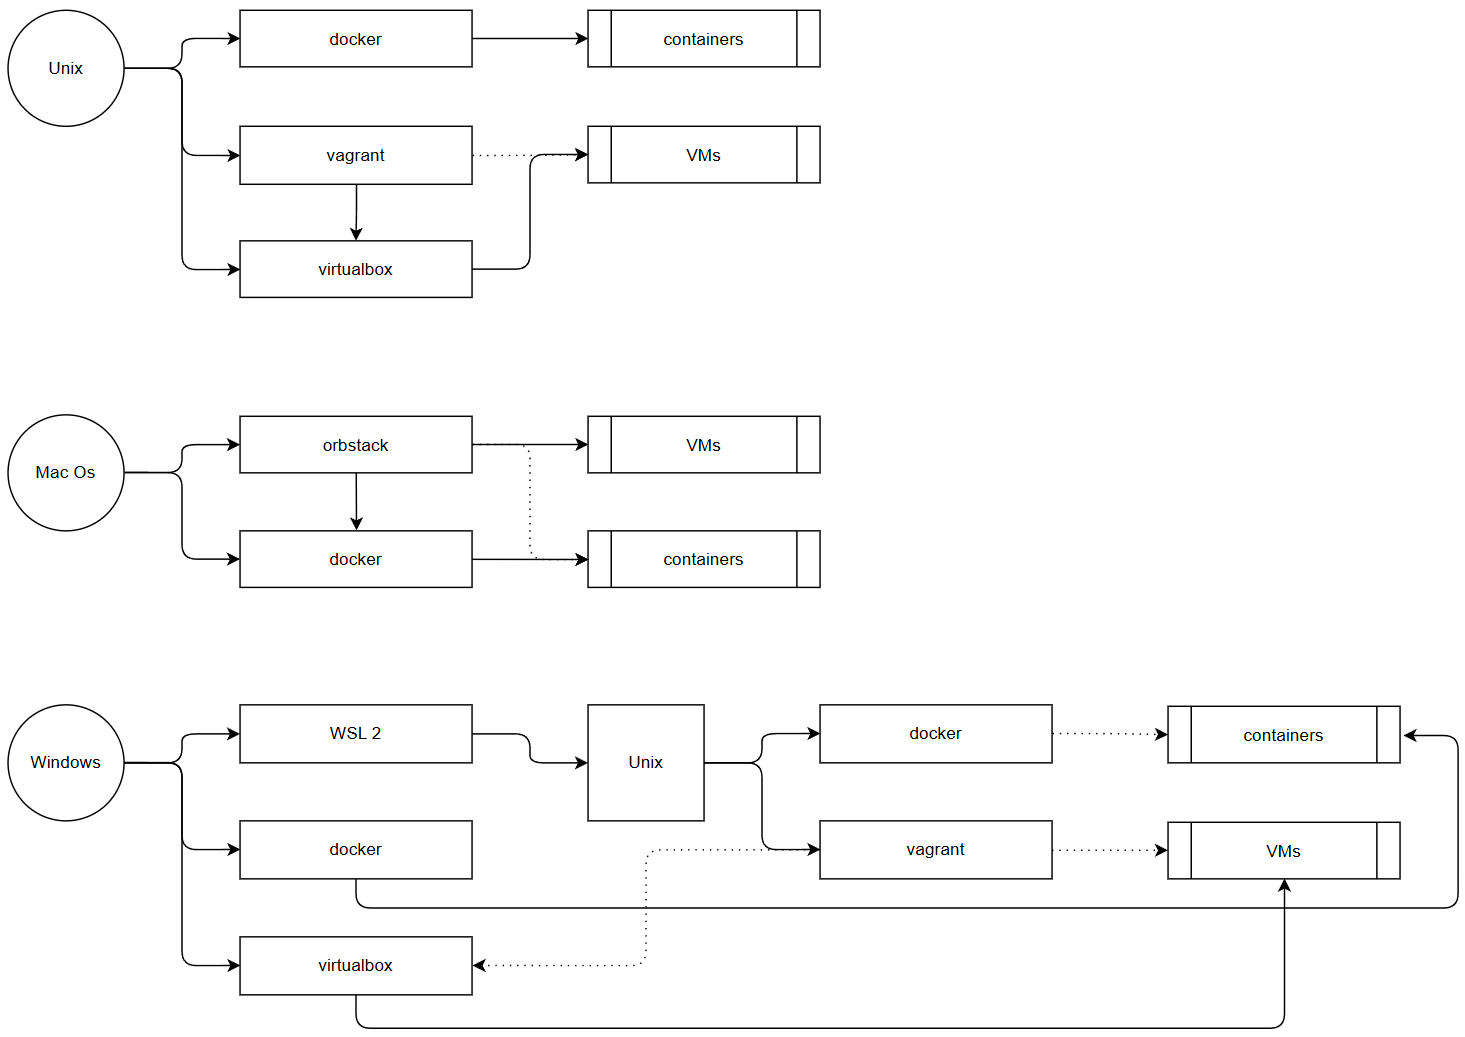 Unix
docker
containers
vagrant
VMs
virtualbox
Mac Os
orbstack
VMs
docker
containers
Windows
WSL 2
Unix
docker
containers
docker
vagrant
VMs
virtualbox